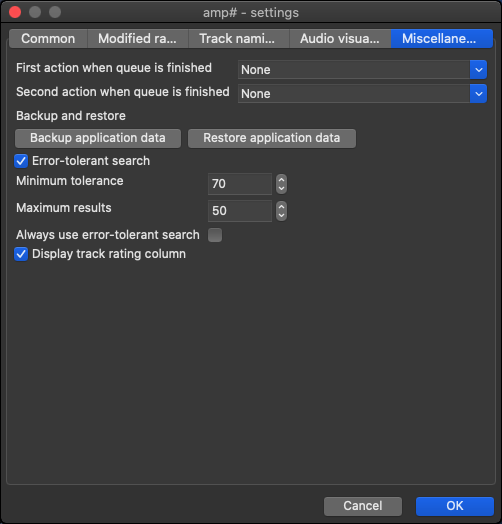 amp# - settings
Common Modified ra... Track nami... Audio visua... Miscellane...
First action when queue is finished None
Second action when queue is finished None
Backup and restore
Backup application data Restore application data
Error-tolerant search
Minimum tolerance 70
Maximum results 50
Always use error-tolerant search
Display track rating column
Cancel OK